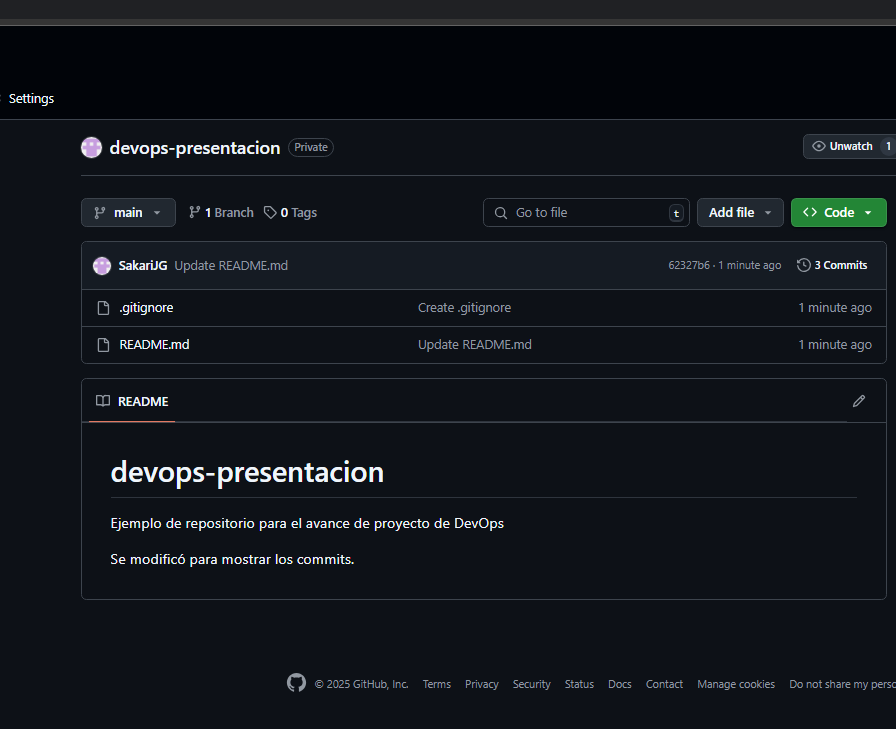 Settings
devops-presentacion Private Unwatch 1
main 1 Branch 0 Tags Go to file t Add file Code
SakariJG Update README.md 62327b6 · 1 minute ago 3 Commits
.gitignore Create .gitignore 1 minute ago
README.md Update README.md 1 minute ago
README
devops-presentacion
Ejemplo de repositorio para el avance de proyecto de DevOps
Se modificó para mostrar los commits.
© 2025 GitHub, Inc. Terms Privacy Security Status Docs Contact Manage cookies Do not share my